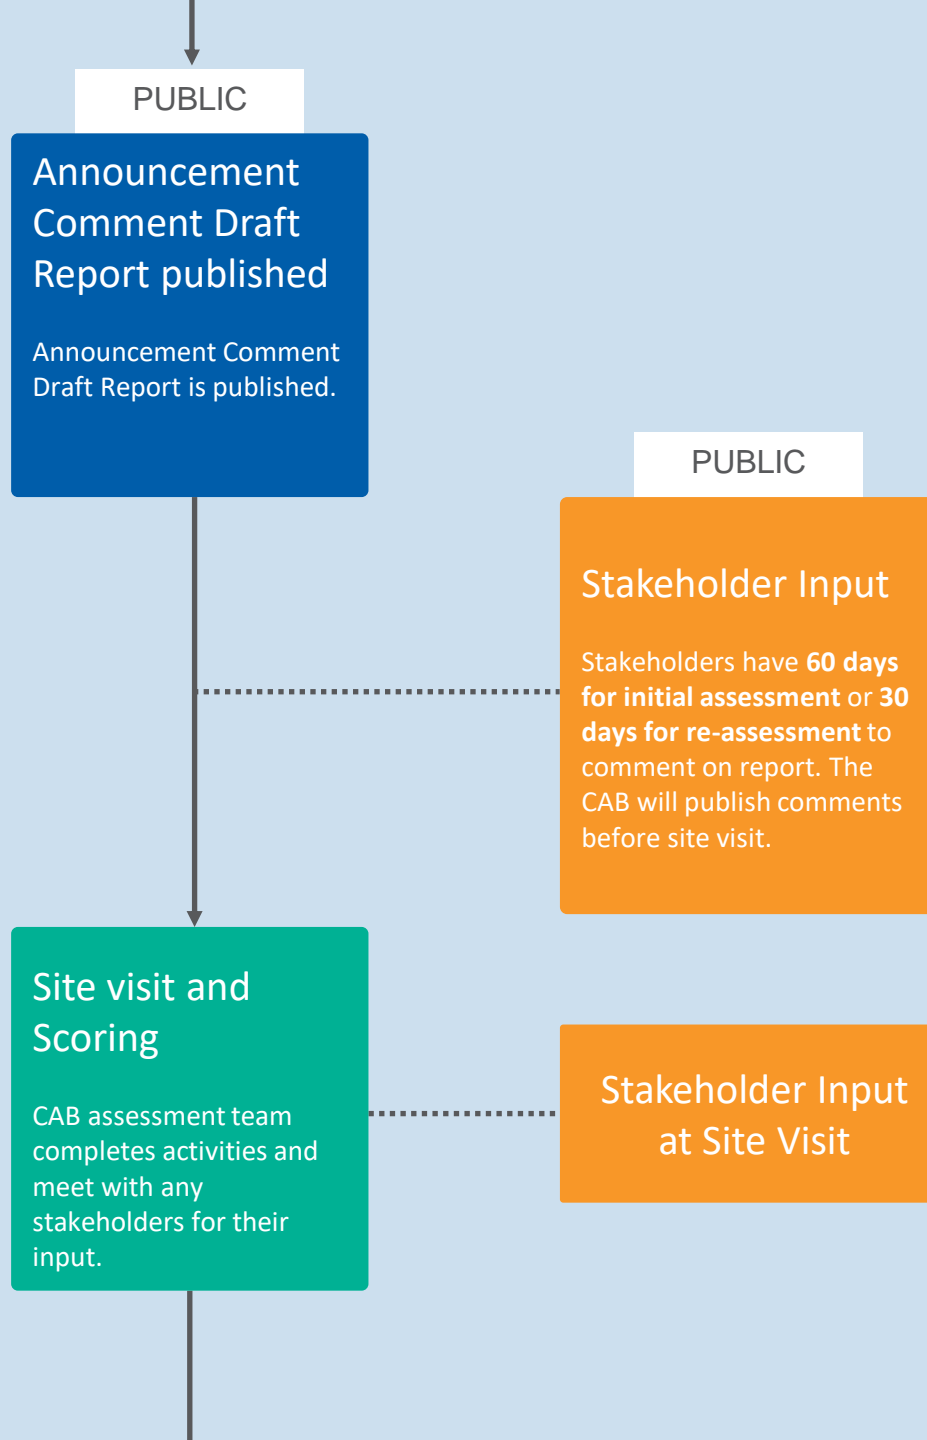 PUBLIC
Announcement
Comment Draft
Report published
Announcement Comment
Draft Report is published.
PUBLIC
Stakeholder Input
Stakeholders have 60 days
for initial assessment or 30
days for re-assessment to
comment on report. The
CAB will publish comments
before site visit.
Site visit and
Scoring
CAB assessment team
completes activities and
meet with any
stakeholders for their
input.
Stakeholder Input
at Site Visit